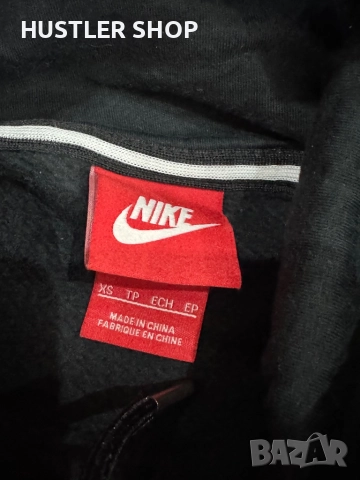 HUSTLER SHOP
NIKE
XS TP ECH EP
MADE IN CHINA
FABRIQUE EN CHINE
BAZAR